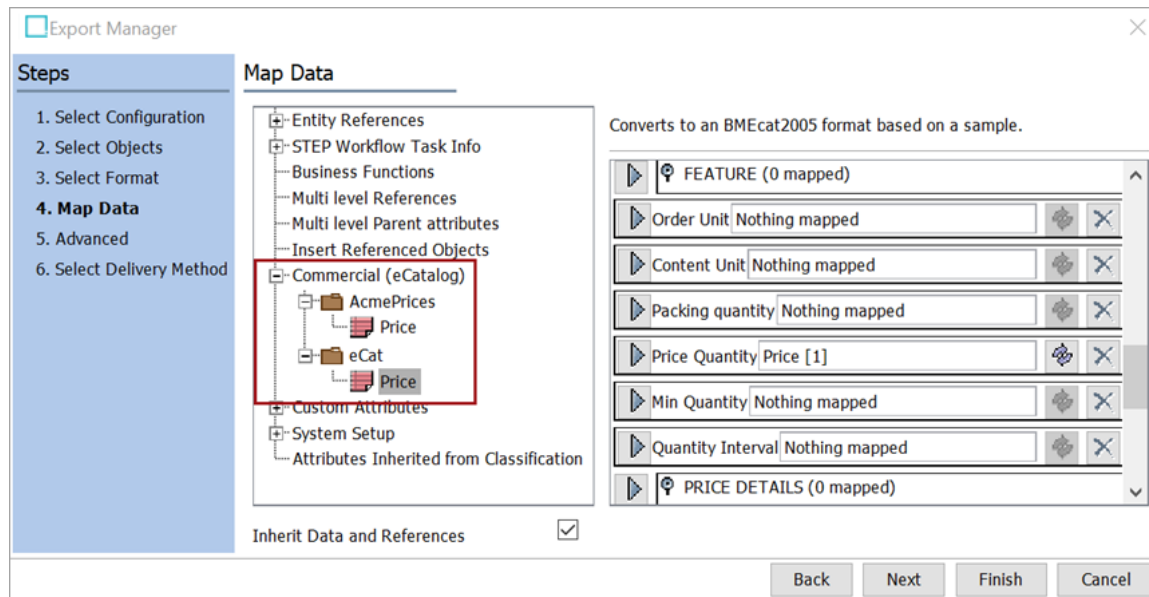 Export Manager
Steps
1. Select Configuration
2. Select Objects
3. Select Format
4. Map Data
5. Advanced
6. Select Delivery Method
Map Data
Entity References
STEP Workflow Task Info
Business Functions
Multi level References
Multi level Parent attributes
Insert Referenced Objects
Commercial (eCatalog)
AcmePrices
Price
eCat
Price
Custom Attributes
System Setup
Attributes Inherited from Classification
Inherit Data and References
Converts to an BMEcat2005 format based on a sample.
FEATURE (0 mapped)
Order Unit Nothing mapped
Content Unit Nothing mapped
Packing quantity Nothing mapped
Price Quantity Price [1]
Min Quantity Nothing mapped
Quantity Interval Nothing mapped
PRICE DETAILS (0 mapped)
Back Next Finish Cancel